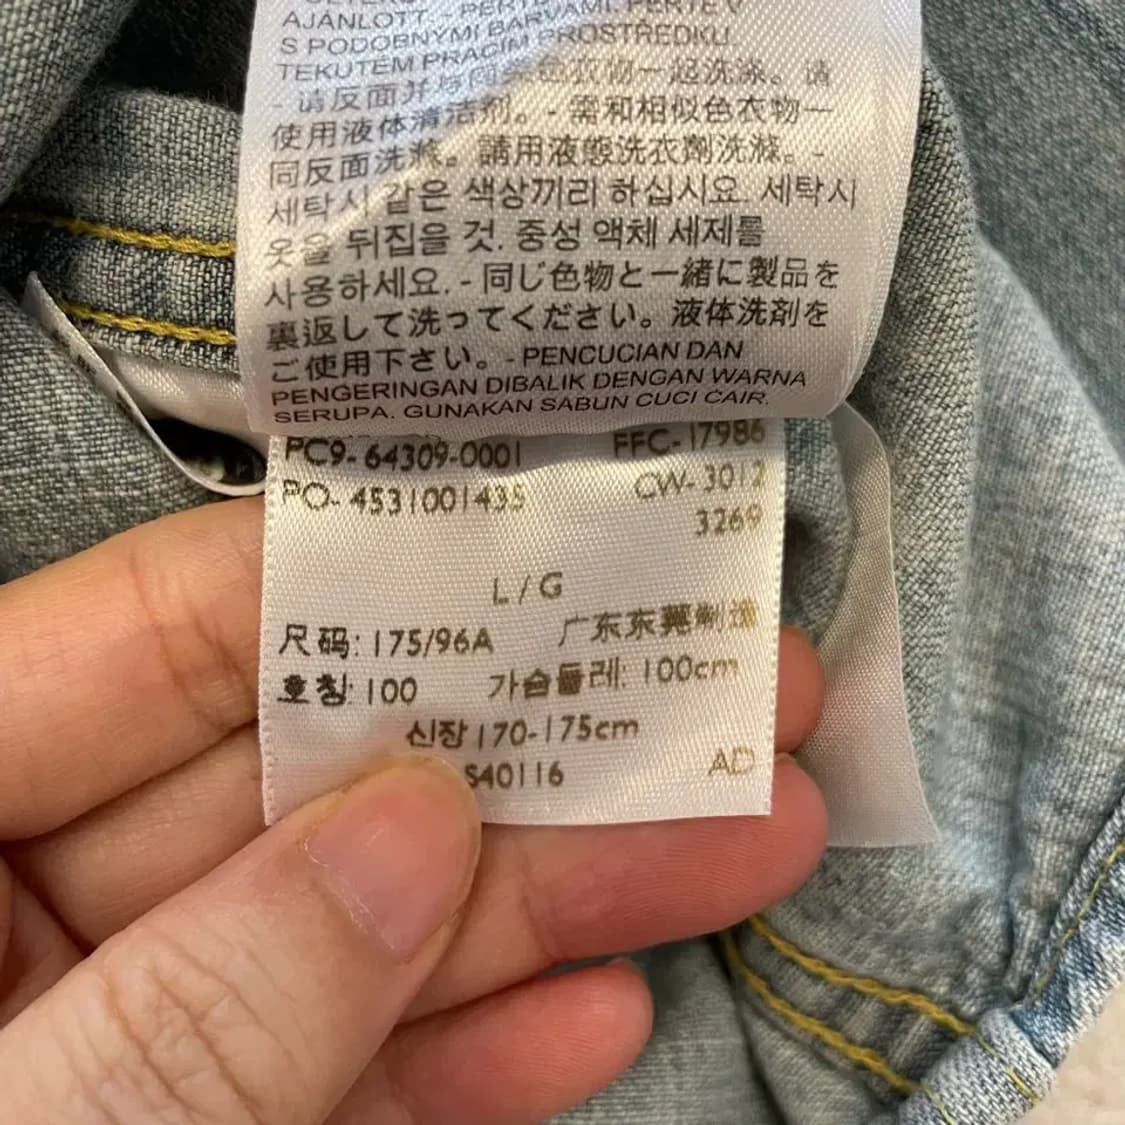 AJÁNLOTT. - PERTE
S PODOBNÝMI BARVAMI. PERTE V
TEKUTÉM PRACÍM PROSTŘEDKU.
衣物一起洗涤。请
- 请反面并与同
使用液体清洁剂。- 需和相似色衣物一
同反面洗滌。請用液態洗衣劑洗滌。-
세탁시 같은 색상끼리 하십시요. 세탁시
옷을 뒤집을 것. 중성 액체 세제를
사용하세요. - 同じ色物と一緒に製品を
裏返して洗ってください。液体洗剤を
ご使用下さい。- PENCUCIAN DAN
PENGERINGAN DIBALIK DENGAN WARNA
SERUPA. GUNAKAN SABUN CUCI CAIR.
PC9-64309-0001 FFC-17986
PO-4531001435 CW-3012
3269
L/G
尺码: 175/96A 广东东莞制造
호칭: 100 가슴둘레: 100cm
신장 170-175cm
S40116 AD